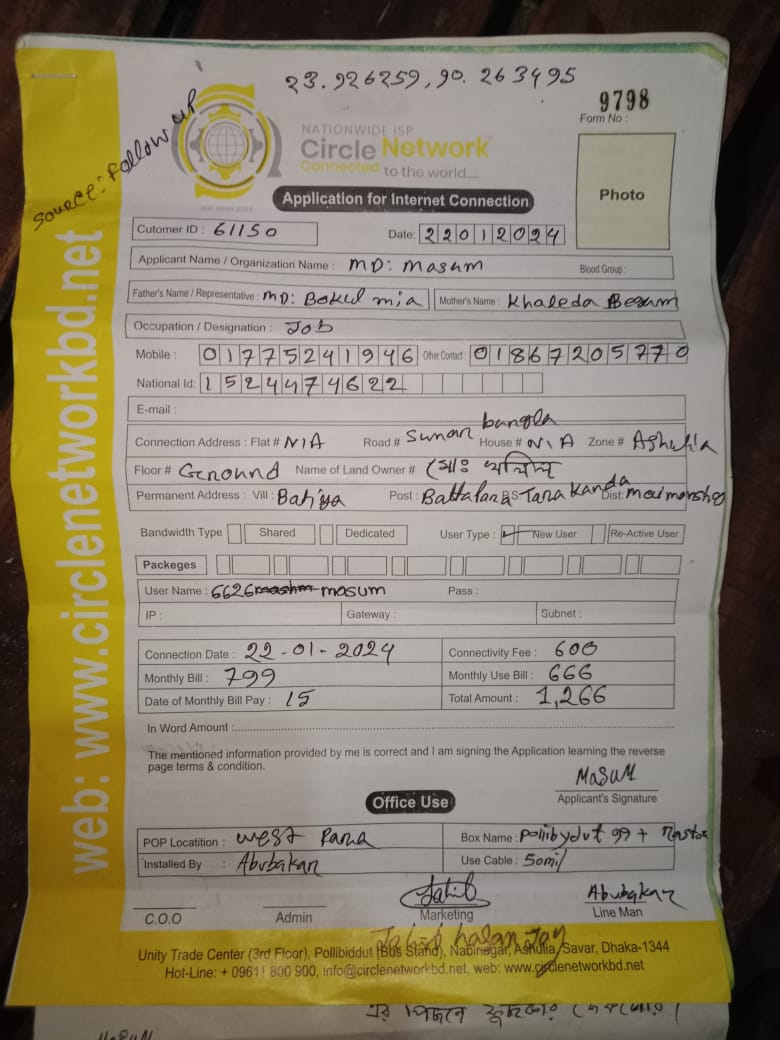 23.926259, 90.263495
9798
Form No :
Source: Follow up
NATIONWIDE ISP
Circle Network
Connected to the world....
Photo
Application for Internet Connection
Cutomer ID : 61150 Date: 22012024
Applicant Name / Organization Name : MD: Masum Blood Group :
Father's Name / Representative : MD: Bokul mia Mother's Name : Khaleda Begum
Occupation / Designation : Job
Mobile : 01775241946 Other Contact : 01867205770
National Id: 1524474622
E-mail :
Connection Address : Flat # N/A Road # Sunan bangla House # N/A Zone # Ashulia
Floor # Ground Name of Land Owner # মোঃ
Permanent Address : Vill : Batiya Post : Battapara P.S Tara Kanda Dist: moimonsho
Bandwidth Type Shared Dedicated User Type : New User Re-Active User
Packeges
User Name : 6626 masum Pass :
IP : Gateway : Subnet :
Connection Date : 22-01-2024 Connectivity Fee : 600
Monthly Bill : 799 Monthly Use Bill : 666
Date of Monthly Bill Pay : 15 Total Amount : 1,266
In Word Amount :
The mentioned information provided by me is correct and I am signing the Application learning the reverse
page terms & condition.
MaSuM
Applicant's Signature
Office Use
POP Locatition : west Para Box Name : Pollibydut 99 +
Installed By : Abubakar Use Cable : 50mi/
Abubakar
C.O.O Admin Marketing Line Man
Unity Trade Center (3rd Floor), Pollibiddut (Bus Stand), Nabinagar, Ashulia, Savar, Dhaka-1344
Hot-Line: + 09611 800 900, info@circlenetworkbd.net, web: www.circlenetworkbd.net
web: www.circlenetworkbd.net
এর পিছনে
MaSuM